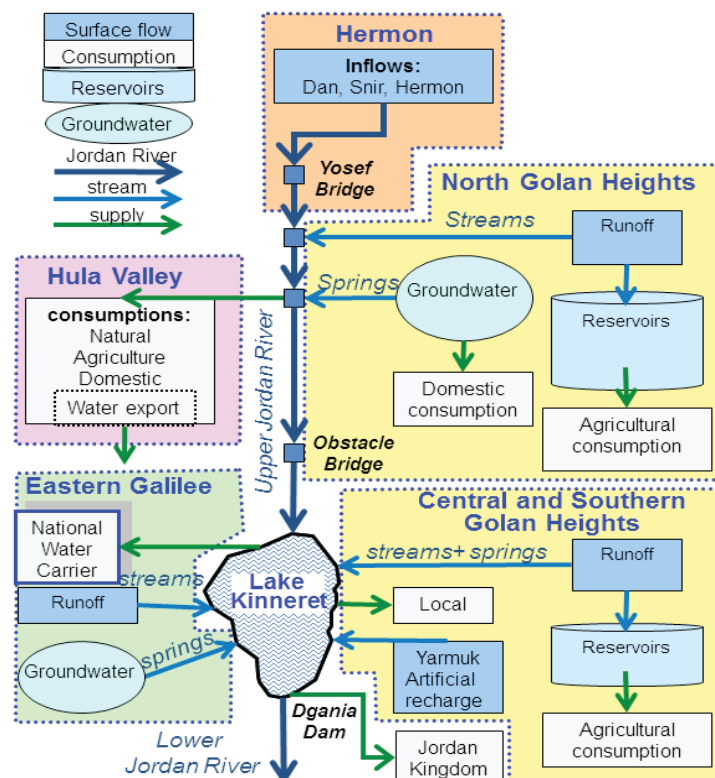 Surface flow
Consumption
Reservoirs
Groundwater
Jordan River
stream
supply
Hermon
Inflows:
Dan, Snir, Hermon
Yosef
Bridge
North Golan Heights
Streams
Runoff
Springs
Groundwater
Reservoirs
Domestic
consumption
Agricultural
consumption
Hula Valley
consumptions:
Natural
Agriculture
Domestic
Water export
Upper Jordan River
Obstacle
Bridge
Eastern Galilee
National
Water
Carrier
streams
Runoff
Groundwater
springs
Lake
Kinneret
Central and Southern
Golan Heights
streams+ springs
Runoff
Local
Reservoirs
Yarmuk
Artificial
recharge
Agricultural
consumption
Dgania
Dam
Jordan
Kingdom
Lower
Jordan River